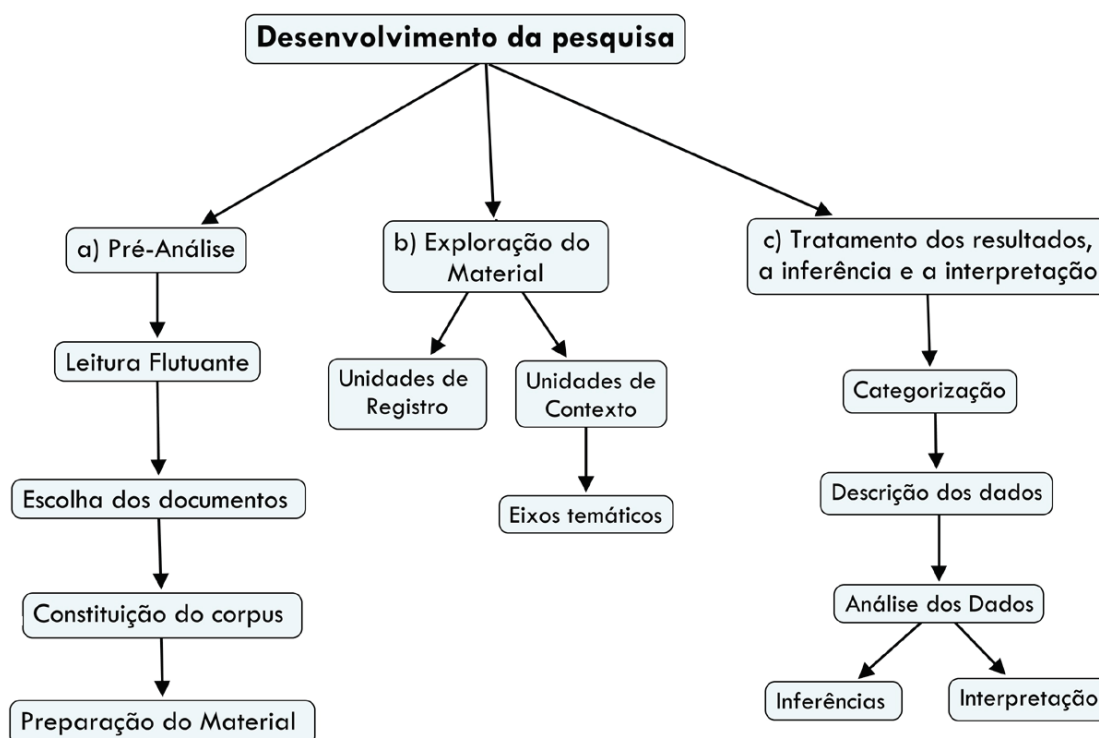 Desenvolvimento da pesquisa
a) Pré-Análise
Leitura Flutuante
Escolha dos documentos
Constituição do corpus
Preparação do Material
b) Exploração do
Material
Unidades de
Registro
Unidades de
Contexto
Eixos temáticos
c) Tratamento dos resultados,
a inferência e a interpretação
Categorização
Descrição dos dados
Análise dos Dados
Inferências
Interpretação